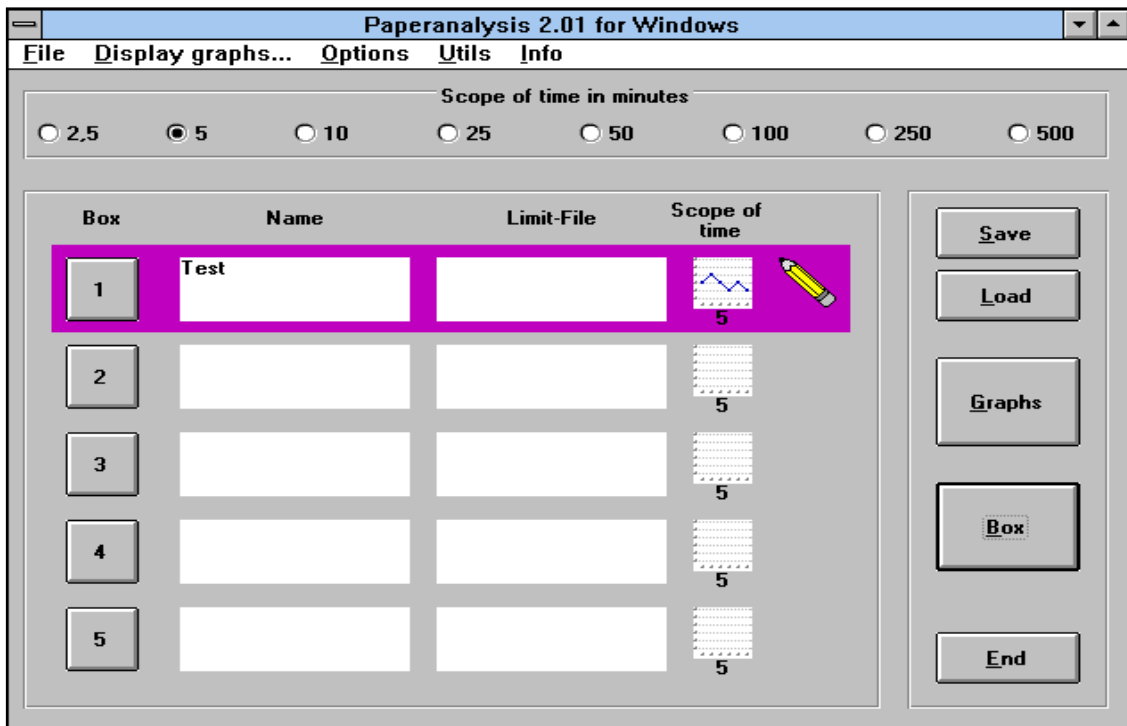 Paperanalysis 2.01 for Windows
File Display graphs... Options Utils Info
Scope of time in minutes
2,5 5 10 25 50 100 250 500
Box Name Limit-File Scope of
time
1 Test
5
2
5
3
5
4
5
5
5
Save
Load
Graphs
Box
End